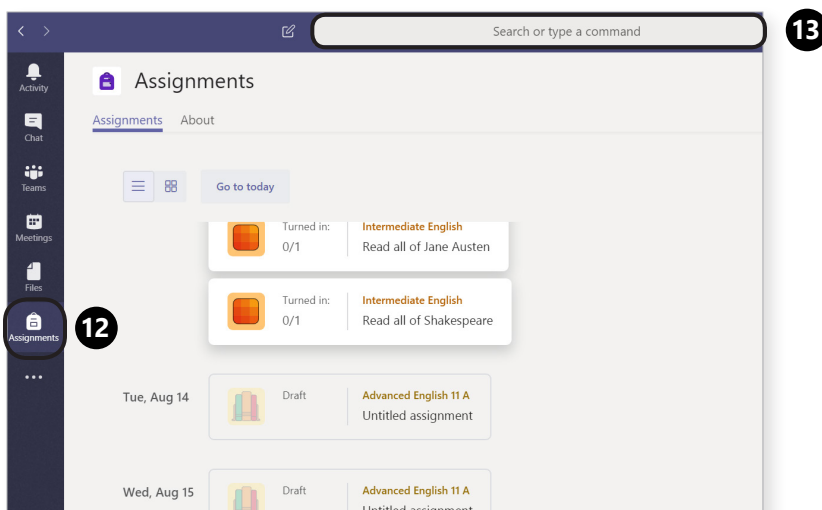 Search or type a command
13
Activity
Chat
Teams
Meetings
Files
Assignments
12
Assignments
Assignments About
Go to today
Turned in: Intermediate English
0/1 Read all of Jane Austen
Turned in: Intermediate English
0/1 Read all of Shakespeare
Tue, Aug 14 Draft Advanced English 11 A
Untitled assignment
Wed, Aug 15 Draft Advanced English 11 A
Untitled assignment